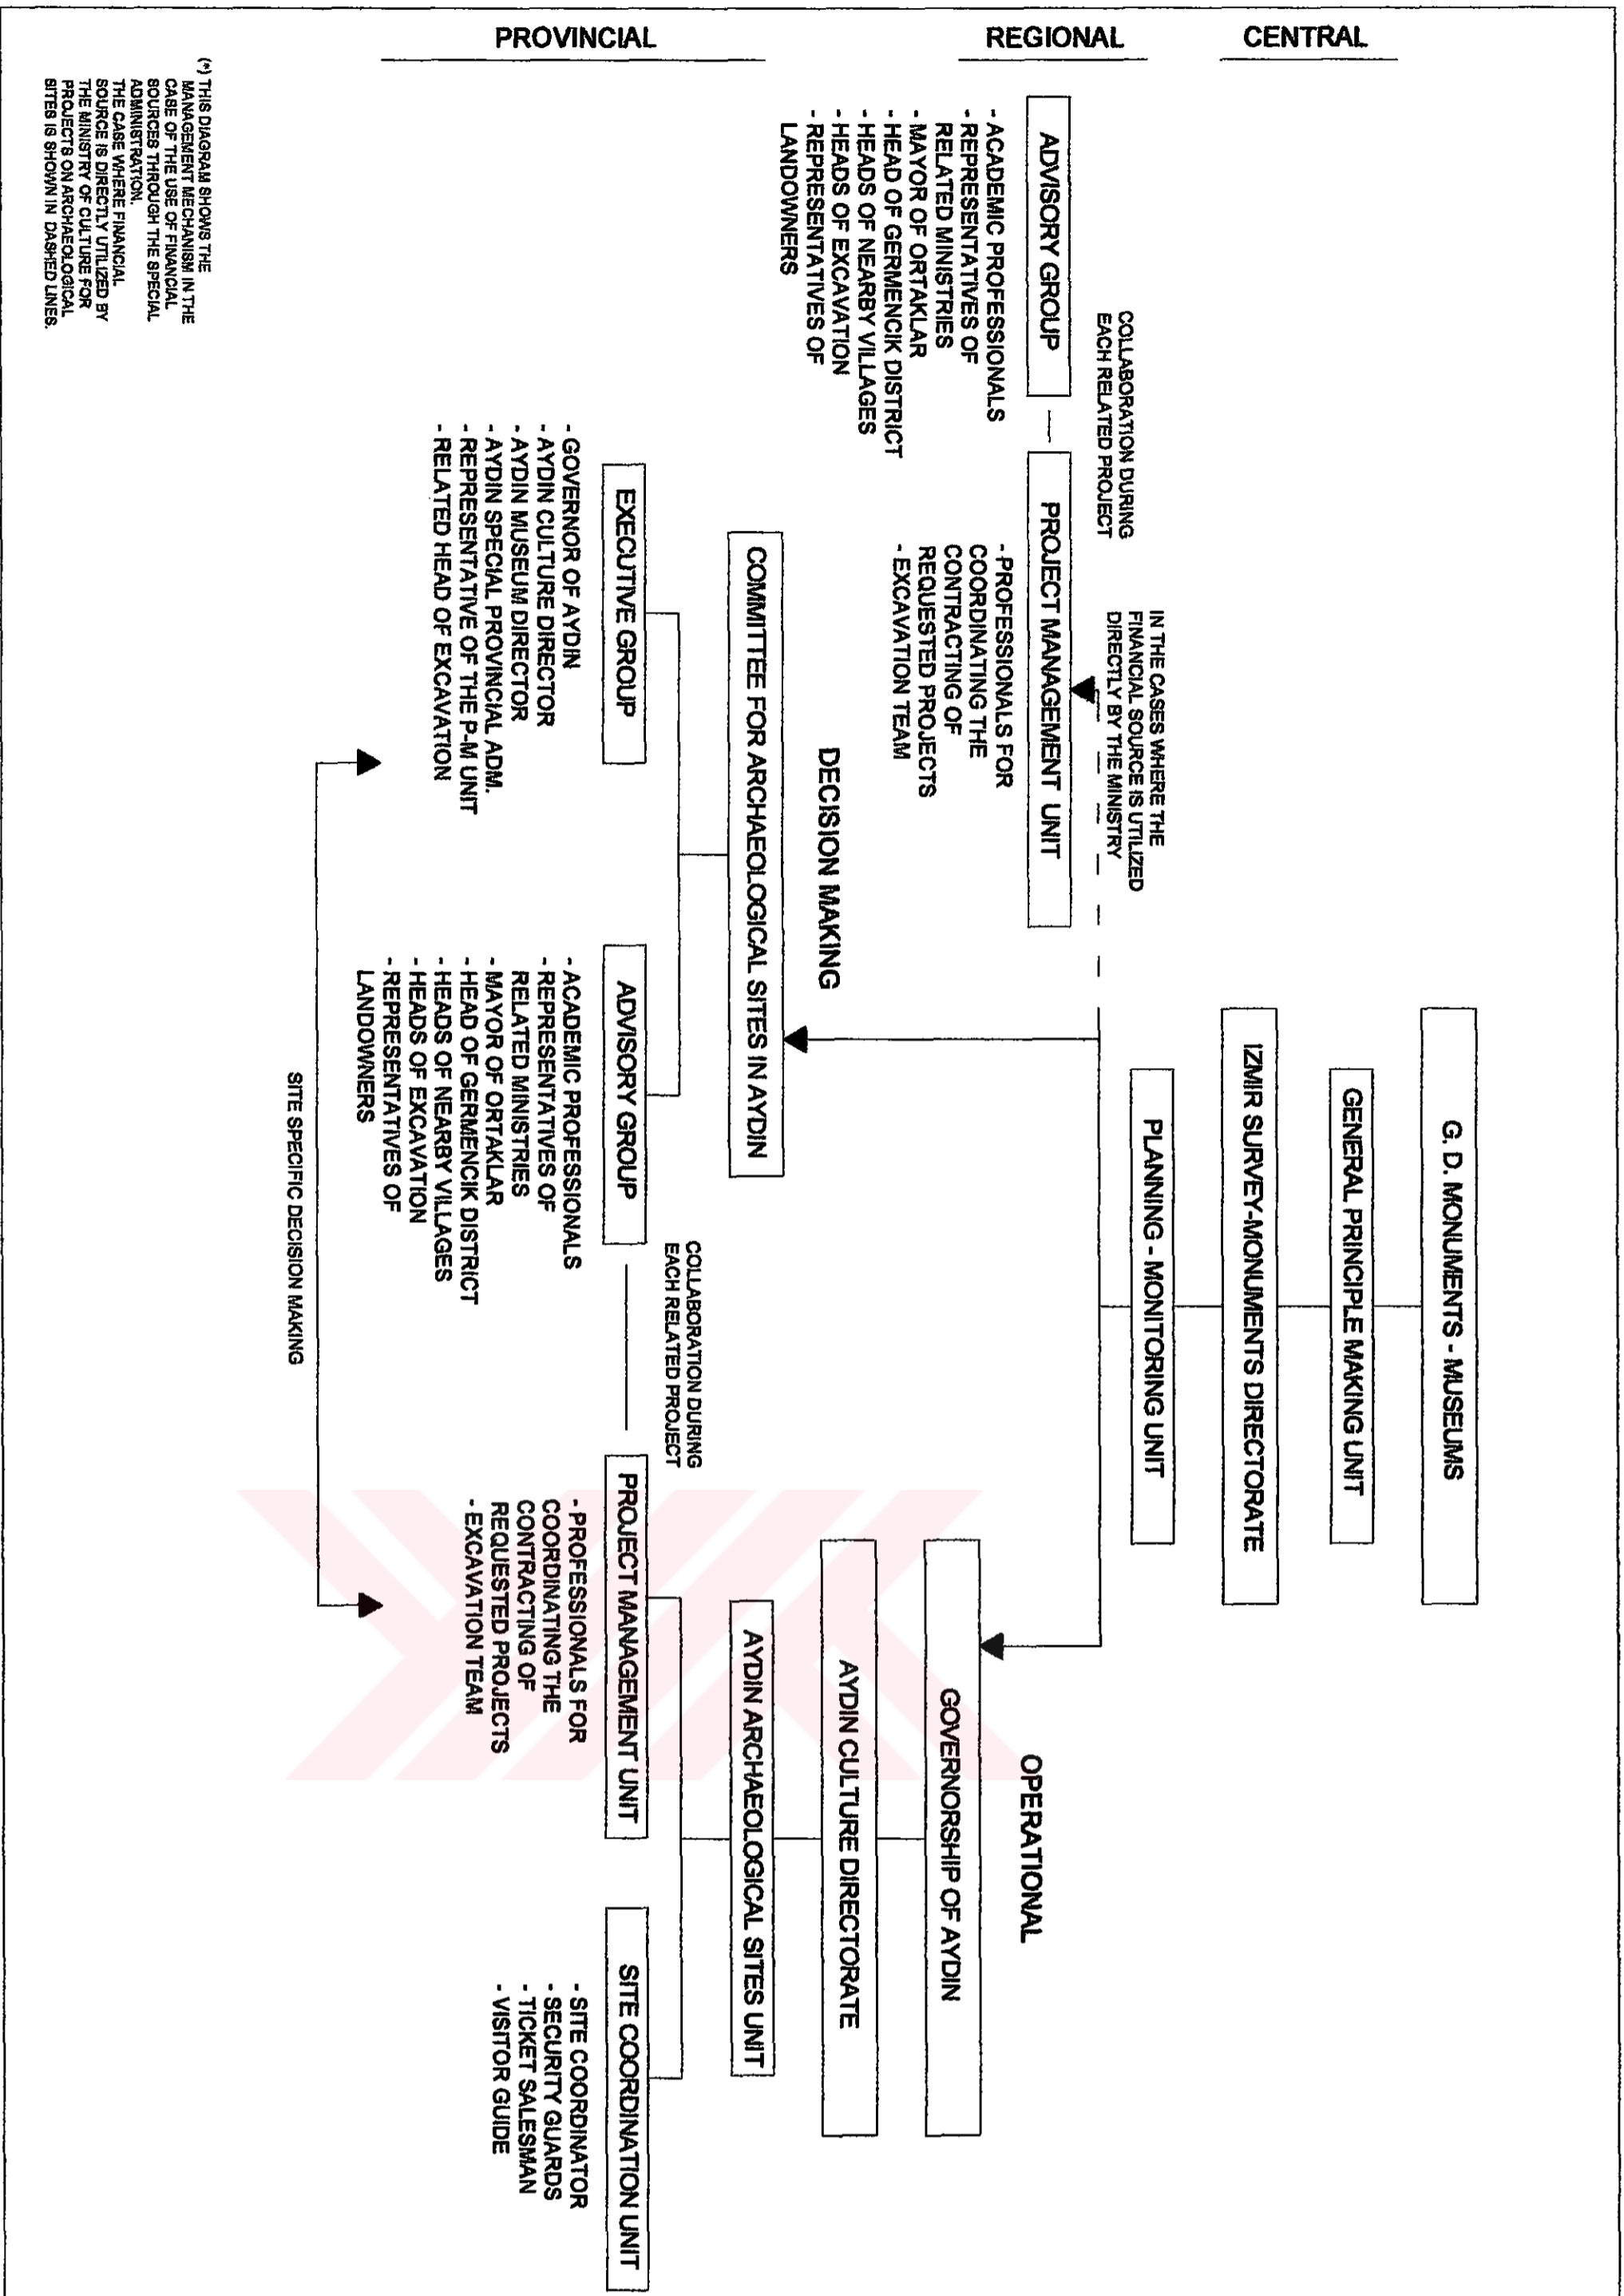 CENTRAL
G. D. MONUMENTS - MUSEUMS
GENERAL PRINCIPLE MAKING UNIT
REGIONAL
IZMIR SURVEY-MONUMENTS DIRECTORATE
PLANNING - MONITORING UNIT
COLLABORATION DURING
EACH RELATED PROJECT
IN THE CASES WHERE THE
FINANCIAL SOURCE IS UTILIZED
DIRECTLY BY THE MINISTRY
ADVISORY GROUP
- ACADEMIC PROFESSIONALS
- REPRESENTATIVES OF
RELATED MINISTRIES
- MAYOR OF ORTAKLAR
- HEAD OF GERMENCIK DISTRICT
- HEADS OF NEARBY VILLAGES
- HEADS OF EXCAVATION
- REPRESENTATIVES OF
LANDOWNERS
PROJECT MANAGEMENT UNIT
- PROFESSIONALS FOR
COORDINATING THE
CONTRACTING OF
REQUESTED PROJECTS
- EXCAVATION TEAM
PROVINCIAL
DECISION MAKING
COMMITTEE FOR ARCHAEOLOGICAL SITES IN AYDIN
EXECUTIVE GROUP
- GOVERNOR OF AYDIN
- AYDIN CULTURE DIRECTOR
- AYDIN MUSEUM DIRECTOR
- AYDIN SPECIAL PROVINCIAL ADM.
- REPRESENTATIVE OF THE P-M UNIT
- RELATED HEAD OF EXCAVATION
ADVISORY GROUP
- ACADEMIC PROFESSIONALS
- REPRESENTATIVES OF
RELATED MINISTRIES
- MAYOR OF ORTAKLAR
- HEAD OF GERMENCIK DISTRICT
- HEADS OF NEARBY VILLAGES
- HEADS OF EXCAVATION
- REPRESENTATIVES OF
LANDOWNERS
COLLABORATION DURING
EACH RELATED PROJECT
OPERATIONAL
GOVERNORSHIP OF AYDIN
AYDIN CULTURE DIRECTORATE
AYDIN ARCHAEOLOGICAL SITES UNIT
PROJECT MANAGEMENT UNIT
- PROFESSIONALS FOR
COORDINATING THE
CONTRACTING OF
REQUESTED PROJECTS
- EXCAVATION TEAM
SITE COORDINATION UNIT
- SITE COORDINATOR
- SECURITY GUARDS
- TICKET SALESMAN
- VISITOR GUIDE
SITE SPECIFIC DECISION MAKING
(*) THIS DIAGRAM SHOWS THE
MANAGEMENT MECHANISM IN THE
CASE OF THE USE OF FINANCIAL
SOURCES THROUGH THE SPECIAL
ADMINISTRATION.
THE CASE WHERE FINANCIAL
SOURCE IS DIRECTLY UTILIZED BY
THE MINISTRY OF CULTURE FOR
PROJECTS ON ARCHAEOLOGICAL
SITES IS SHOWN IN DASHED LINES.